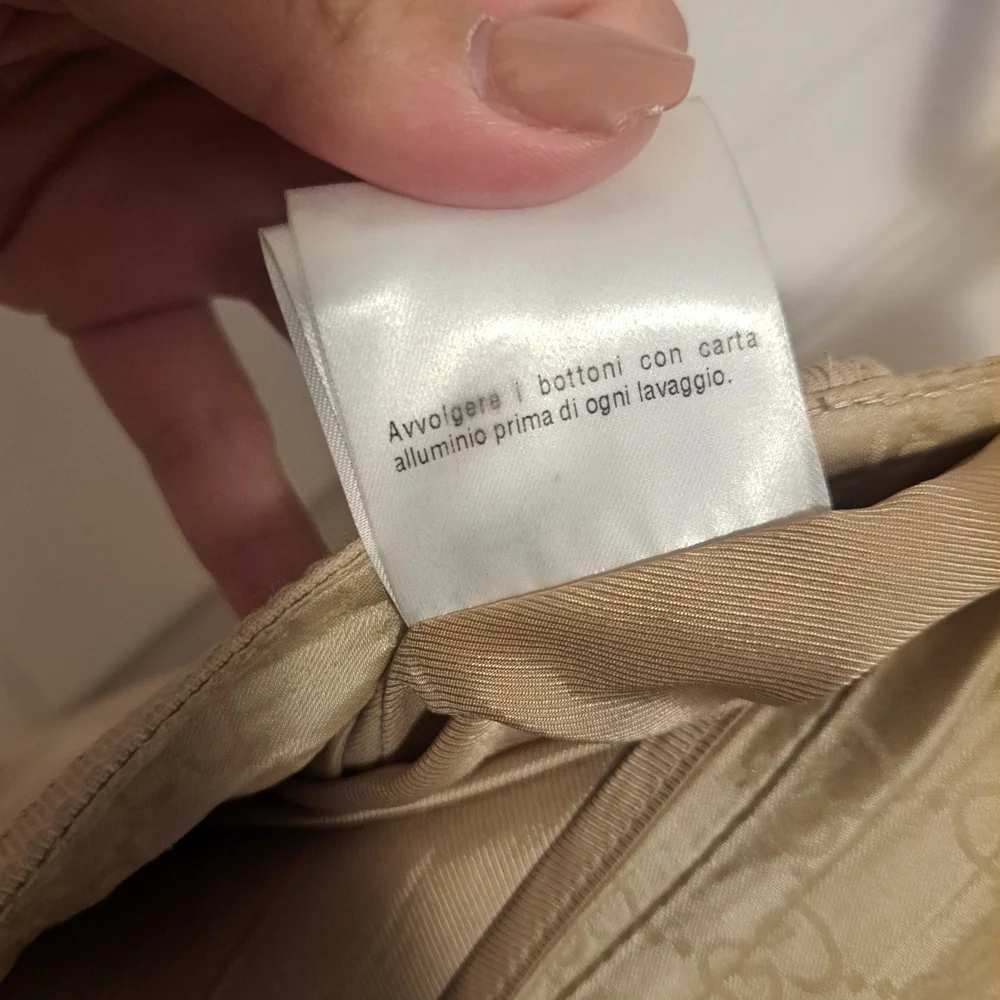 Avvolgere i bottoni con carta
alluminio prima di ogni lavaggio.